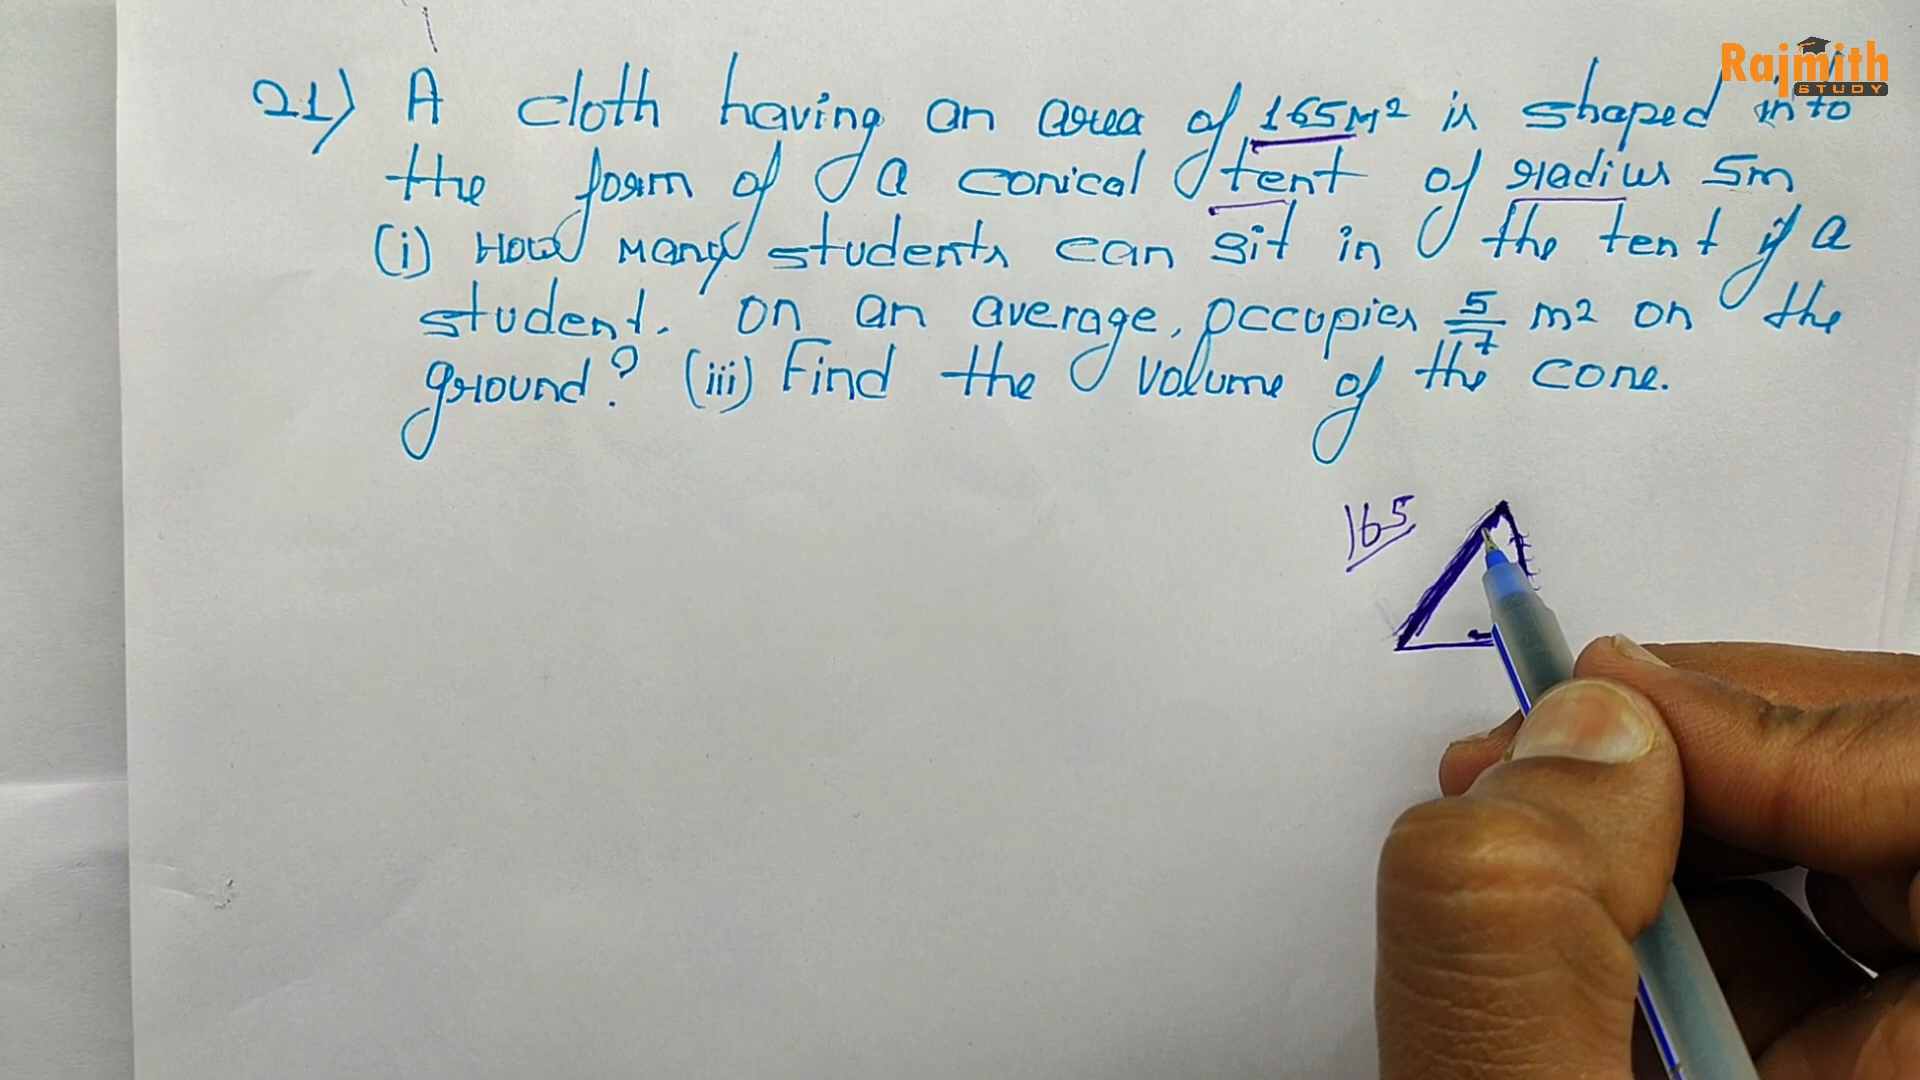 Rajmith
STUDY
21) A cloth having an area of 165M² is shaped into
the form of a conical tent of radius 5m
(i) How many students can sit in the tent if a
student. on an average, occupies 5/7 m² on the
ground? (iii) Find the volume of the cone.
165